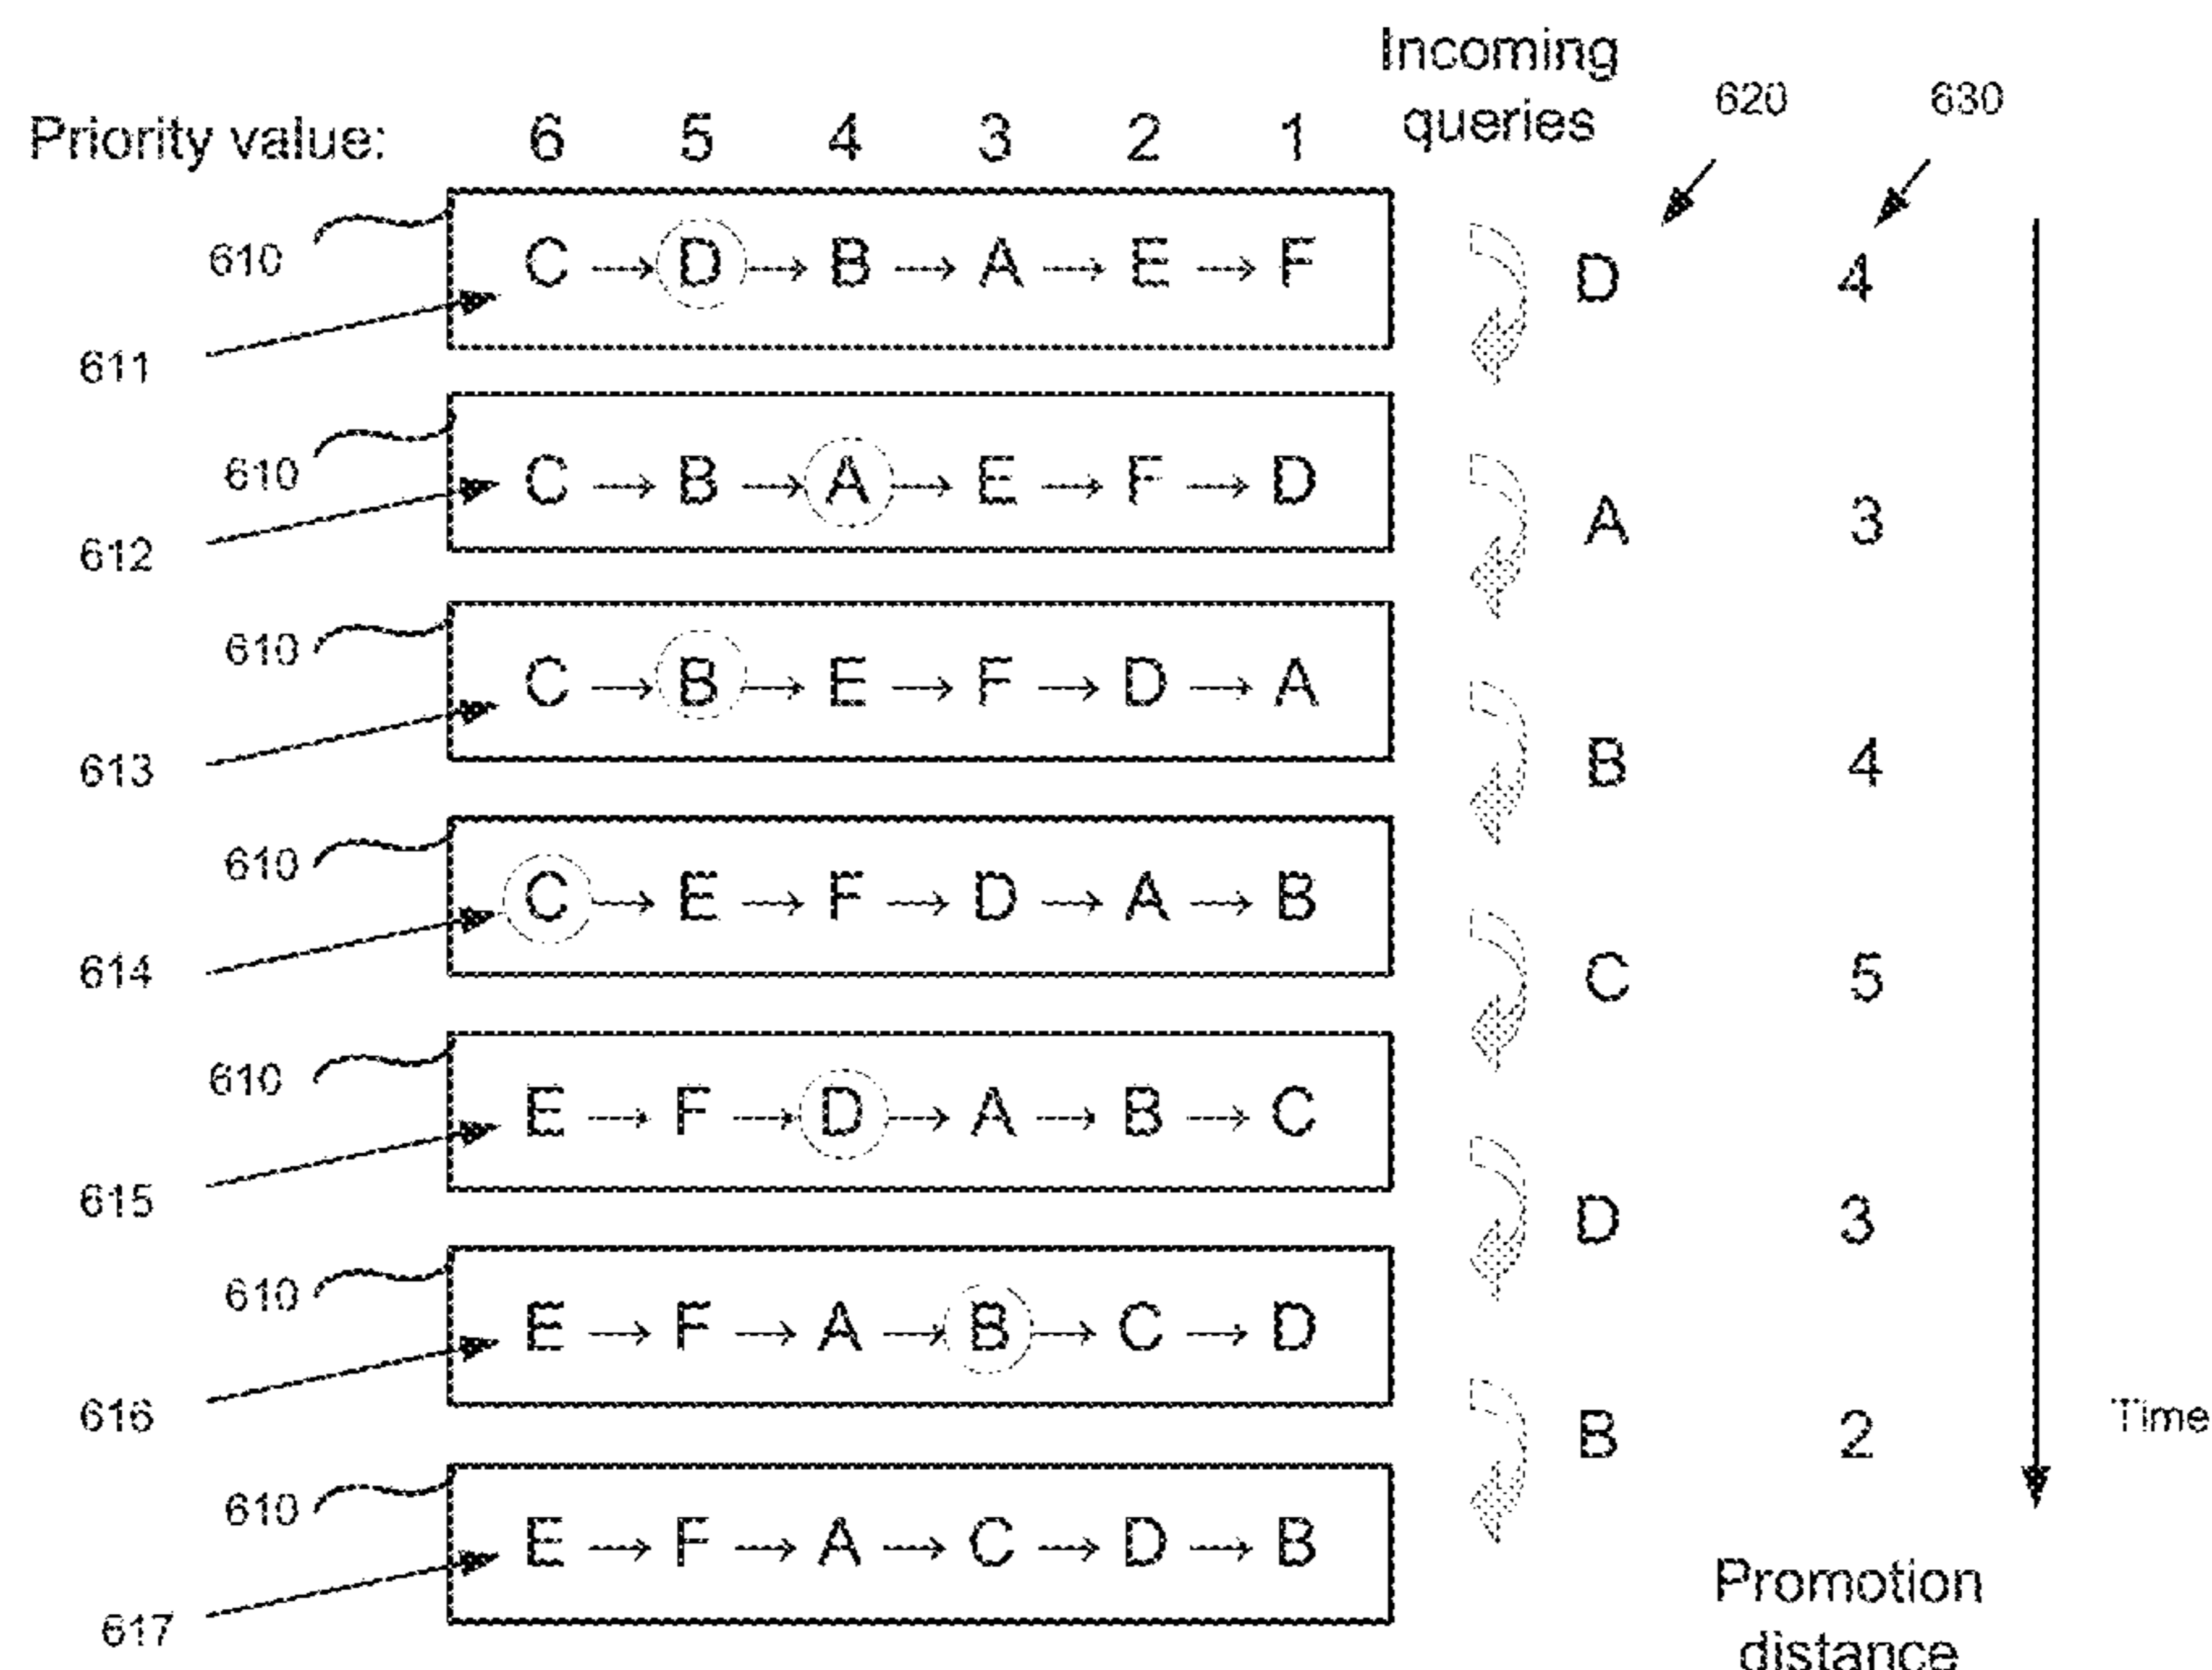 Incoming
queries
620 630
Priority value: 6 5 4 3 2 1
610 C → D → B → A → E → F D 4
611
610 C → B → A → E → F → D A 3
612
610 C → B → E → F → D → A B 4
613
610 C → E → F → D → A → B C 5
614
610 E → F → D → A → B → C D 3
615
610 E → F → A → B → C → D B 2
616 Time
610 E → F → A → C → D → B
617
Promotion
distance